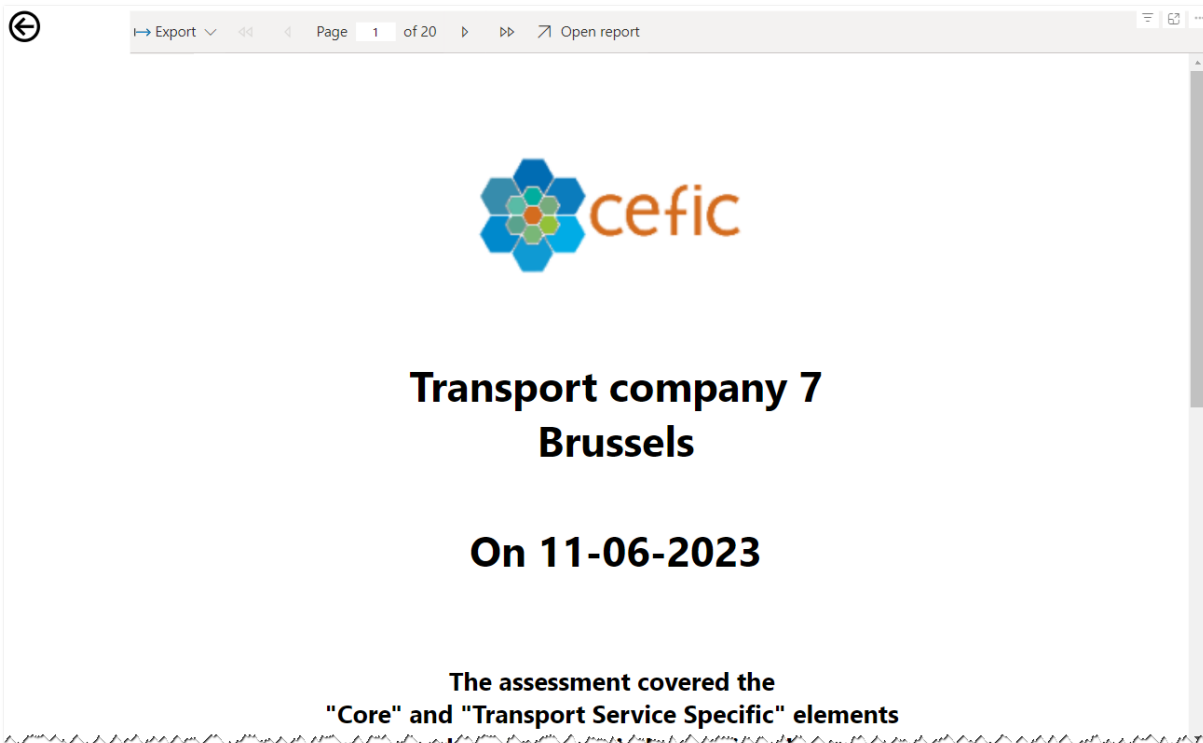 Export Page 1 of 20 Open report
cefic
Transport company 7
Brussels
On 11-06-2023
The assessment covered the
"Core" and "Transport Service Specific" elements